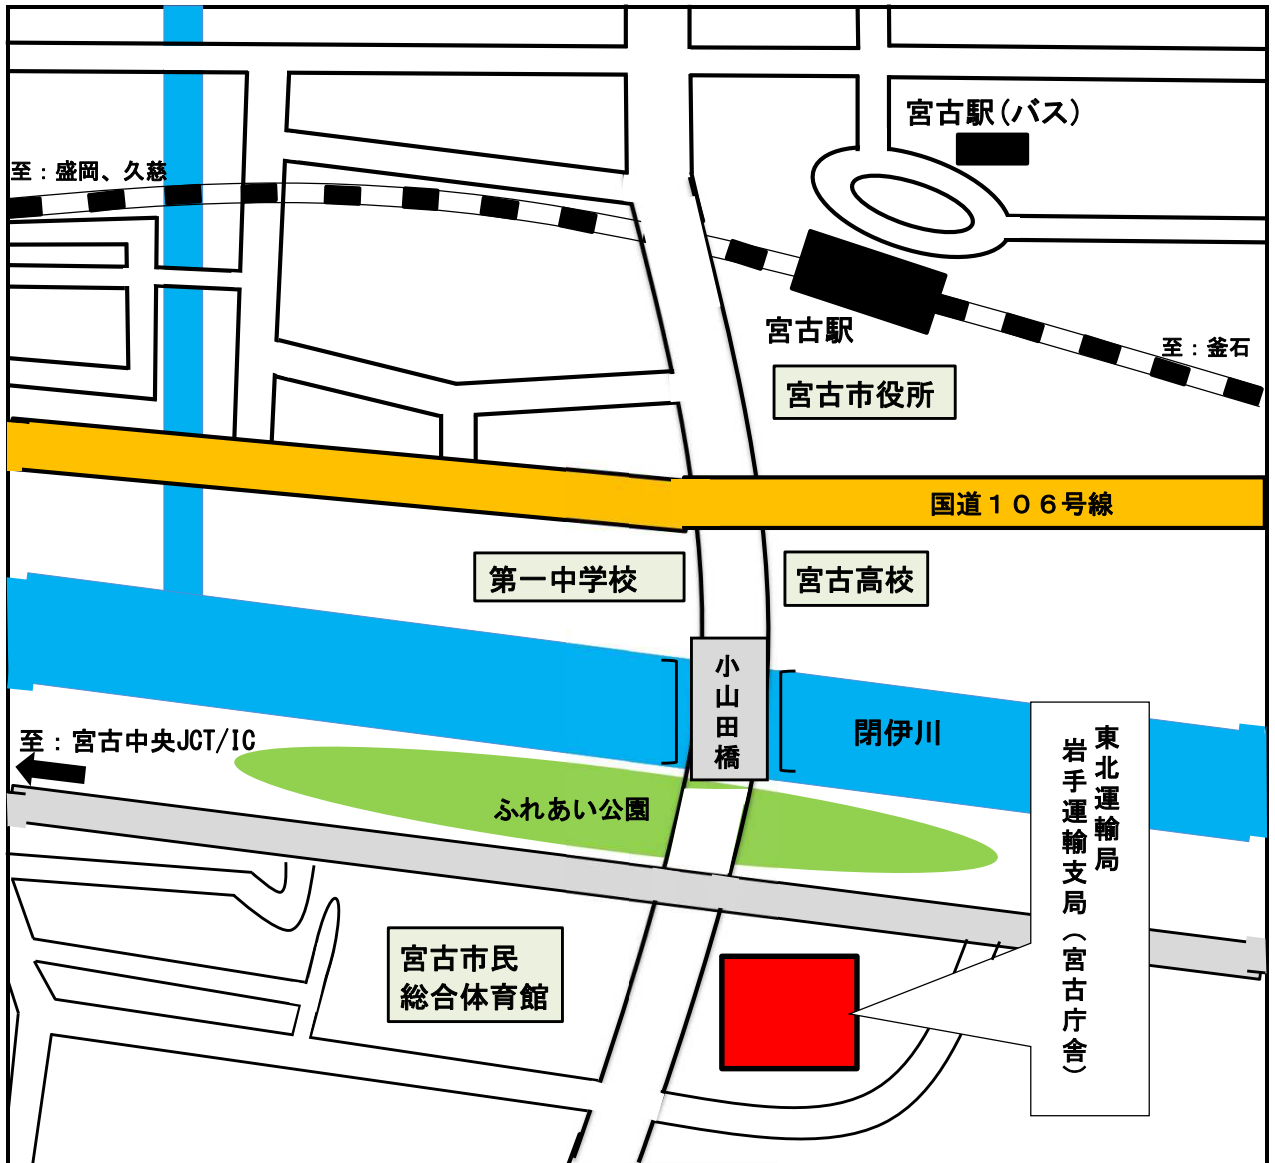 宮古駅(バス)
至：盛岡、久慈
宮古駅
至：釜石
宮古市役所
国道１０６号線
第一中学校
宮古高校
小山田橋
閉伊川
東北運輸局
岩手運輸支局（宮古庁舎）
至：宮古中央JCT/IC
ふれあい公園
宮古市民
総合体育館